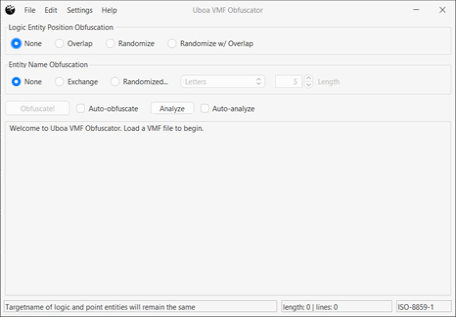 File Edit Settings Help Uboa VMF Obfuscator
Logic Entity Position Obfuscation
None Overlap Randomize Randomize w/ Overlap
Entity Name Obfuscation
None Exchange Randomized... Letters 5 Length
Obfuscate! Auto-obfuscate Analyze Auto-analyze
Welcome to Uboa VMF Obfuscator. Load a VMF file to begin.
Targetname of logic and point entities will remain the same length: 0 | lines: 0 ISO-8859-1